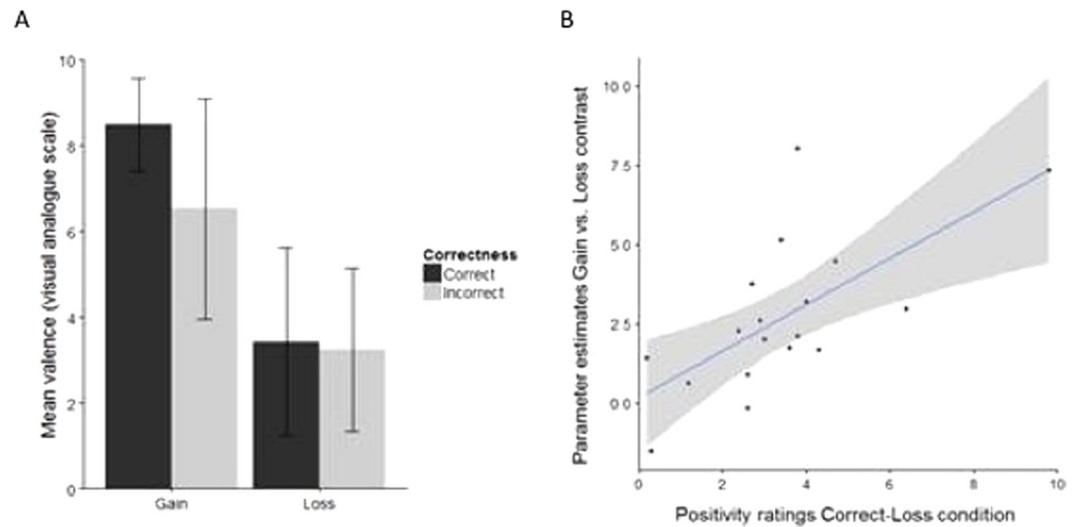 A
Mean valence (visual analogue scale)
10
8
6
4
2
0
Gain
Loss
Correctness
Correct
Incorrect
B
Parameter estimates Gain vs. Loss contrast
10 0
7.5
5 0
2.5
0 0
0
2
4
6
8
10
Positivity ratings Correct-Loss condition